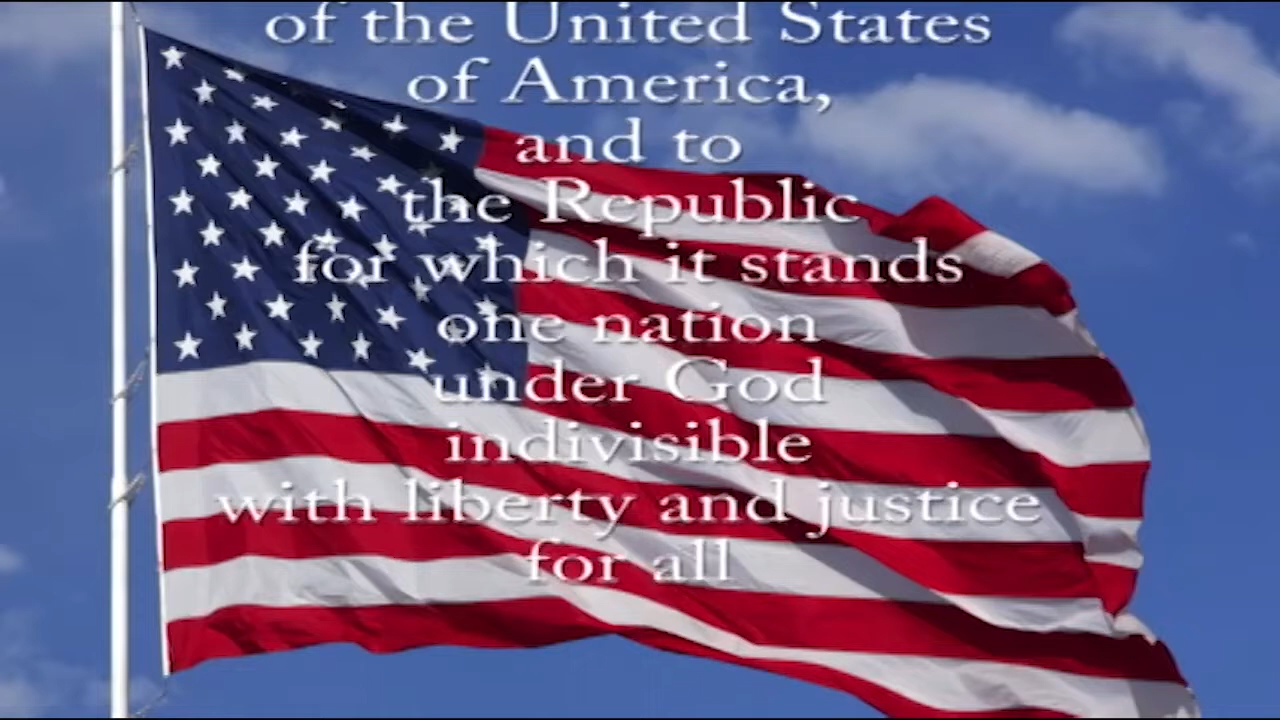 of the United States
of America,
and to
the Republic
for which it stands
one nation
under God
indivisible
with liberty and justice
for all